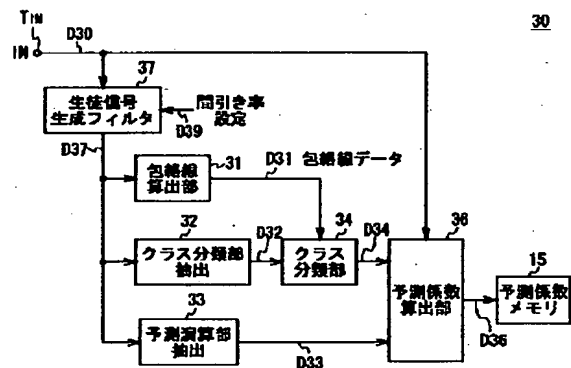 30
TIN
IN
D30
37
生徒信号
生成フィルタ
間引き率
設定
D39
D37
包絡線
算出部
31
D31 包絡線データ
32
クラス分類部
抽出
D32
34
クラス
分類部
D34
36
予測係数
算出部
15
予測係数
メモリ
D36
33
予測演算部
抽出
D33